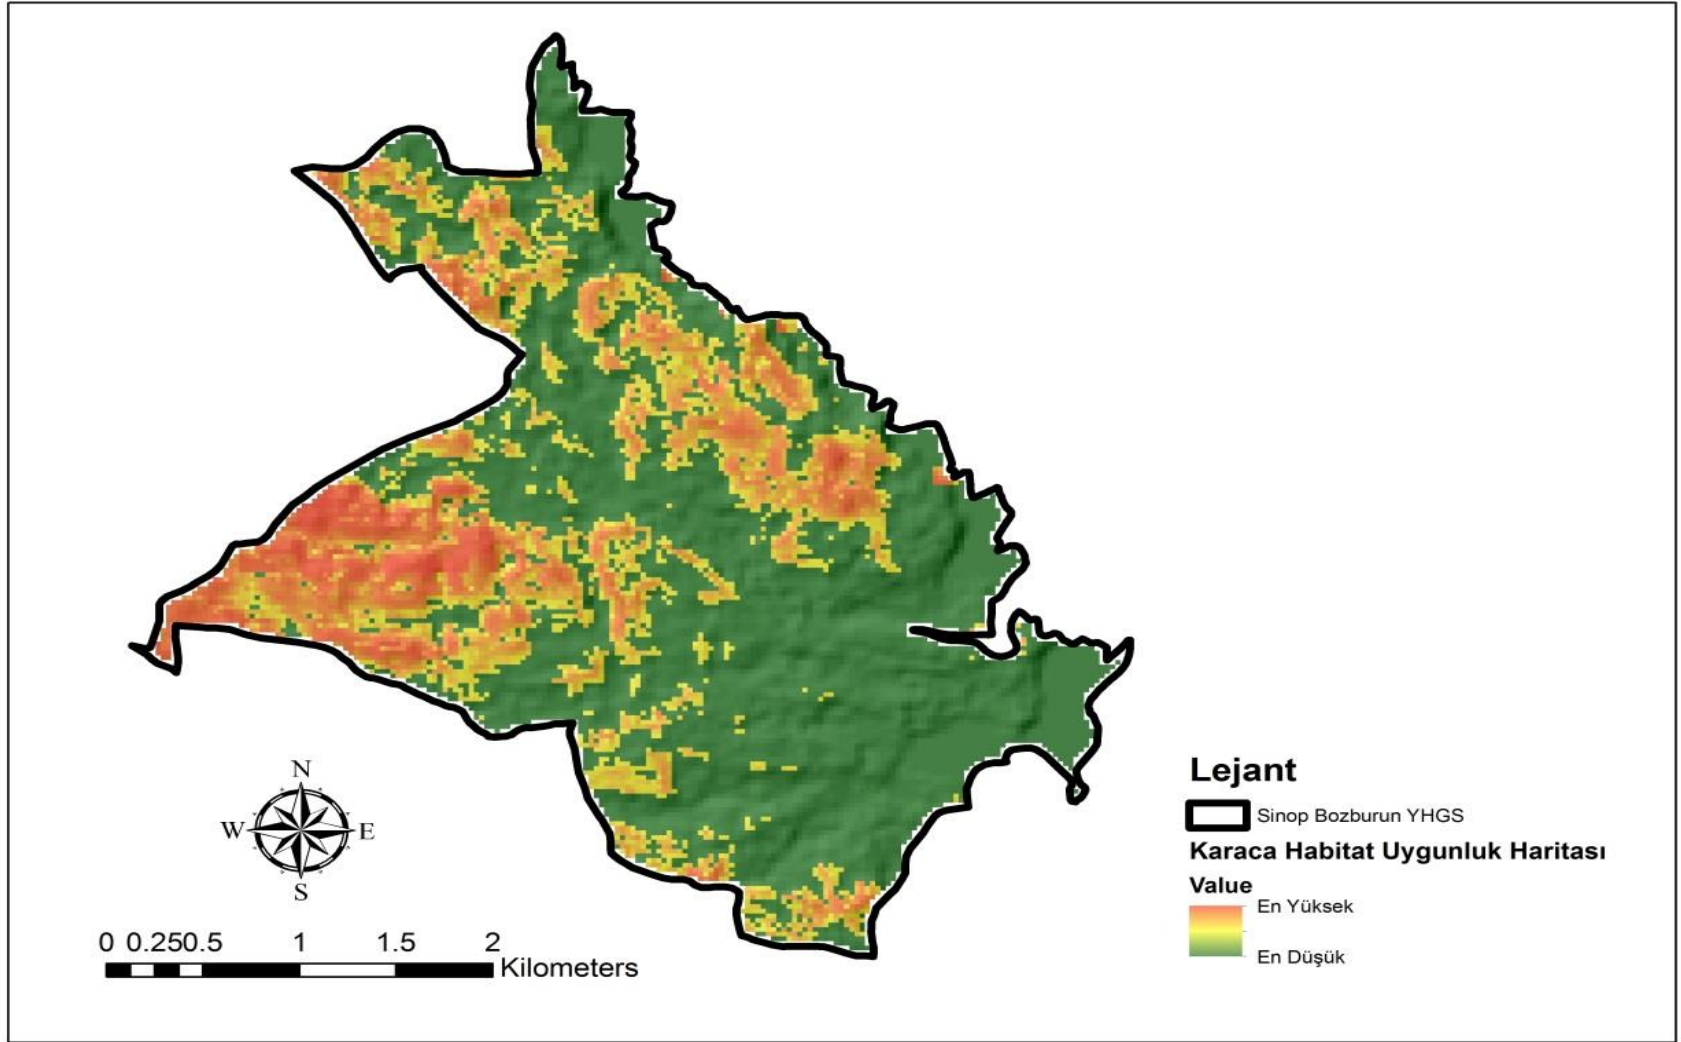 N
W E
S
0 0.250.5 1 1.5 2
Kilometers
Lejant
Sinop Bozburun YHGS
Karaca Habitat Uygunluk Haritası
Value
En Yüksek
En Düşük